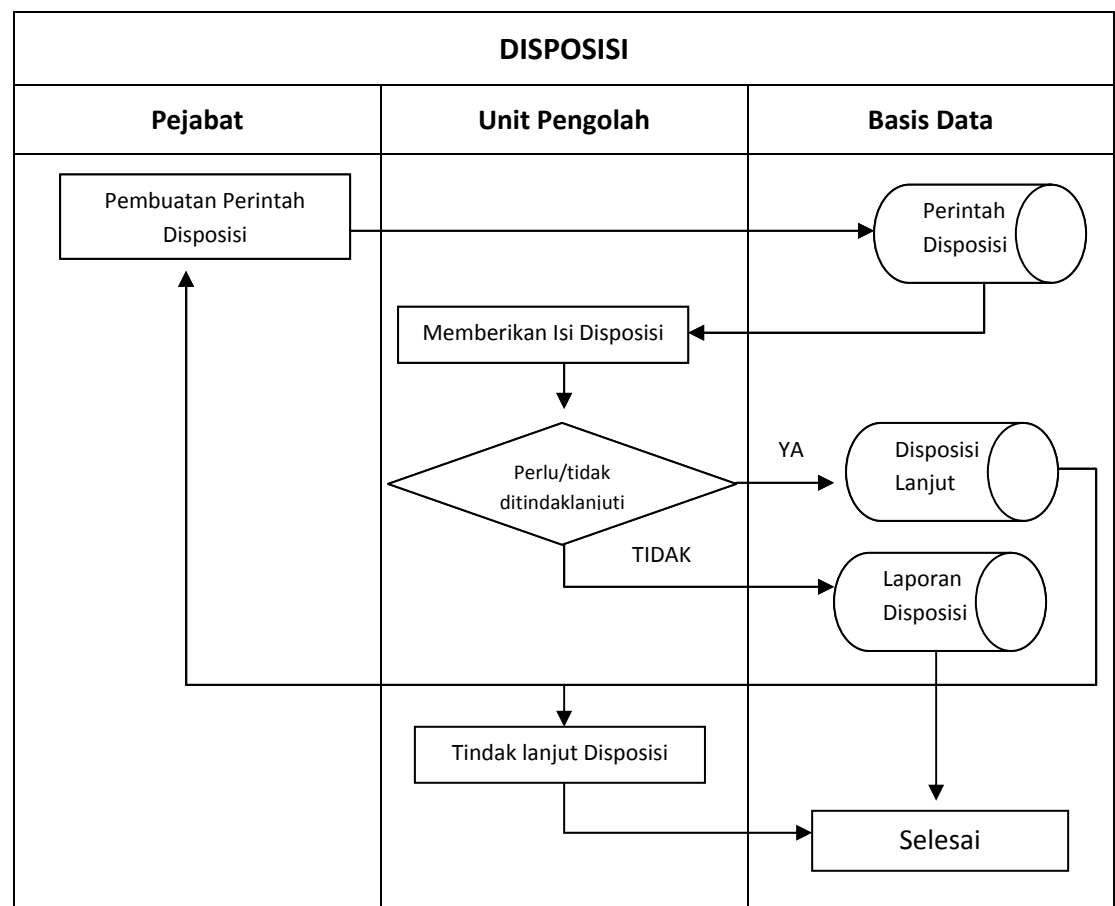 DISPOSISI
Pejabat
Unit Pengolah
Basis Data
Pembuatan Perintah
Disposisi
Perintah
Disposisi
Memberikan Isi Disposisi
Perlu/tidak
ditindaklanjuti
YA
Disposisi
Lanjut
TIDAK
Laporan
Disposisi
Tindak lanjut Disposisi
Selesai